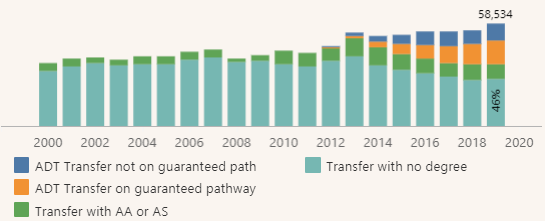 58,534
46%
2000 2002 2004 2006 2008 2010 2012 2014 2016 2018 2020
ADT Transfer not on guaranteed path Transfer with no degree
ADT Transfer on guaranteed pathway
Transfer with AA or AS